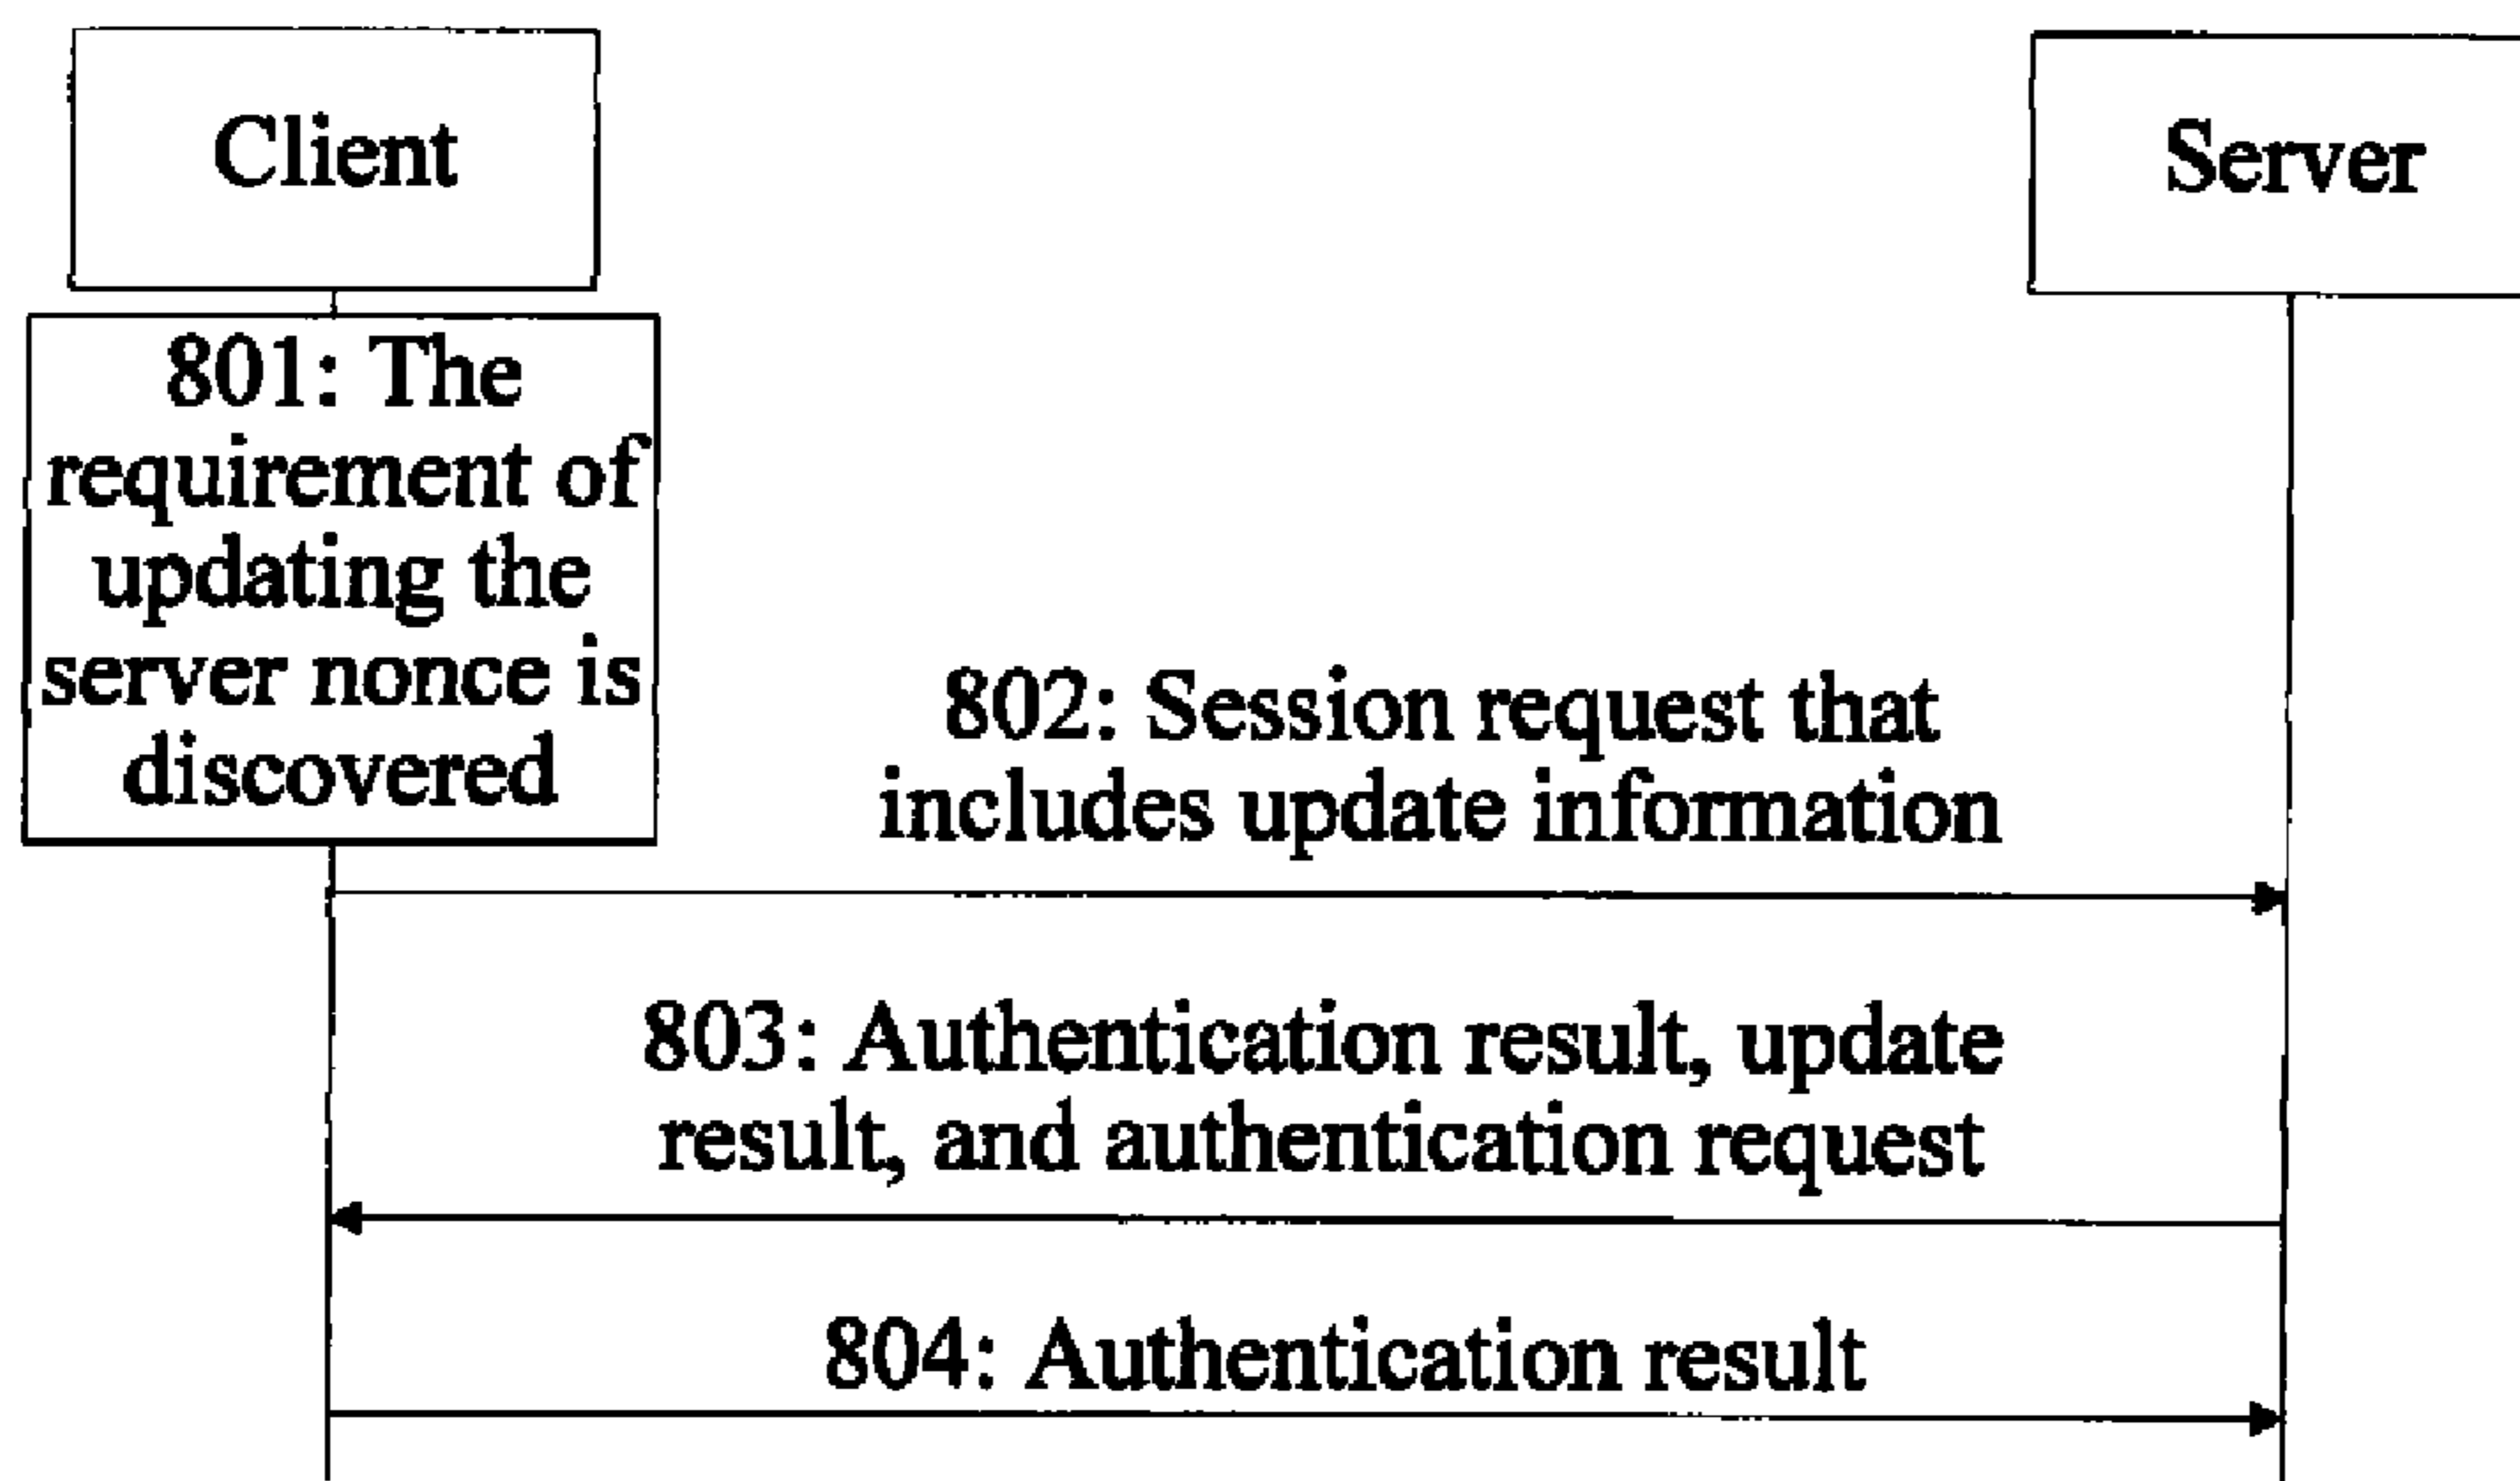 Client
Server
801: The
requirement of
updating the
server nonce is
discovered
802: Session request that
includes update information
803: Authentication result, update
result, and authentication request
804: Authentication result